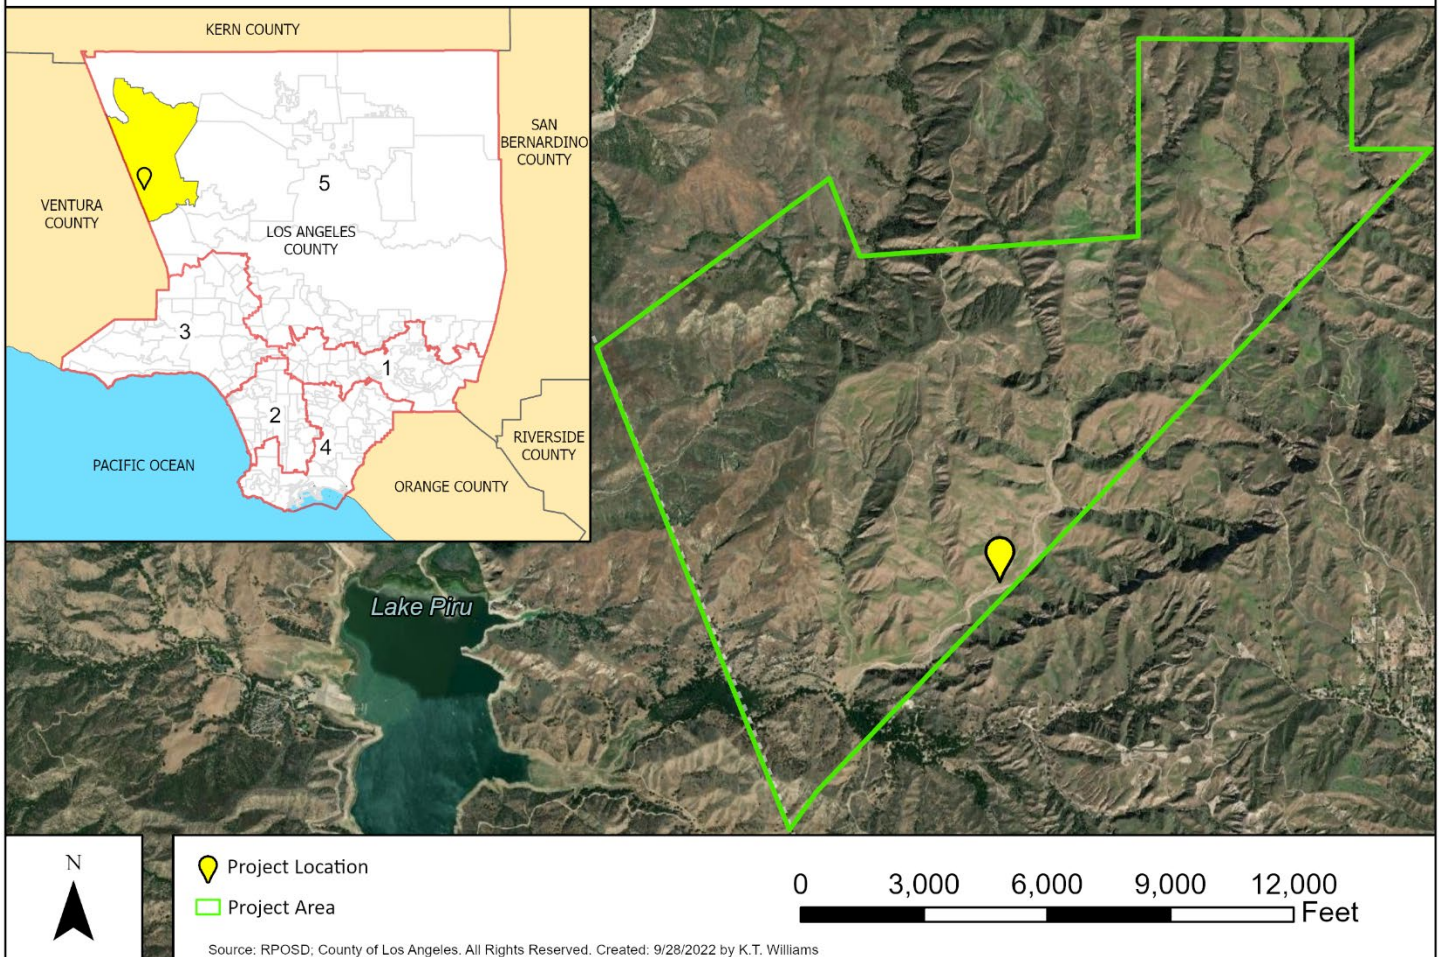 KERN COUNTY
SAN
BERNARDINO
COUNTY
5
VENTURA
COUNTY
LOS ANGELES
COUNTY
3
1
2
4
RIVERSIDE
COUNTY
PACIFIC OCEAN
ORANGE COUNTY
Lake Piru
N
Project Location
Project Area
0 3,000 6,000 9,000 12,000
Feet
Source: RPOSD; County of Los Angeles. All Rights Reserved. Created: 9/28/2022 by K.T. Williams